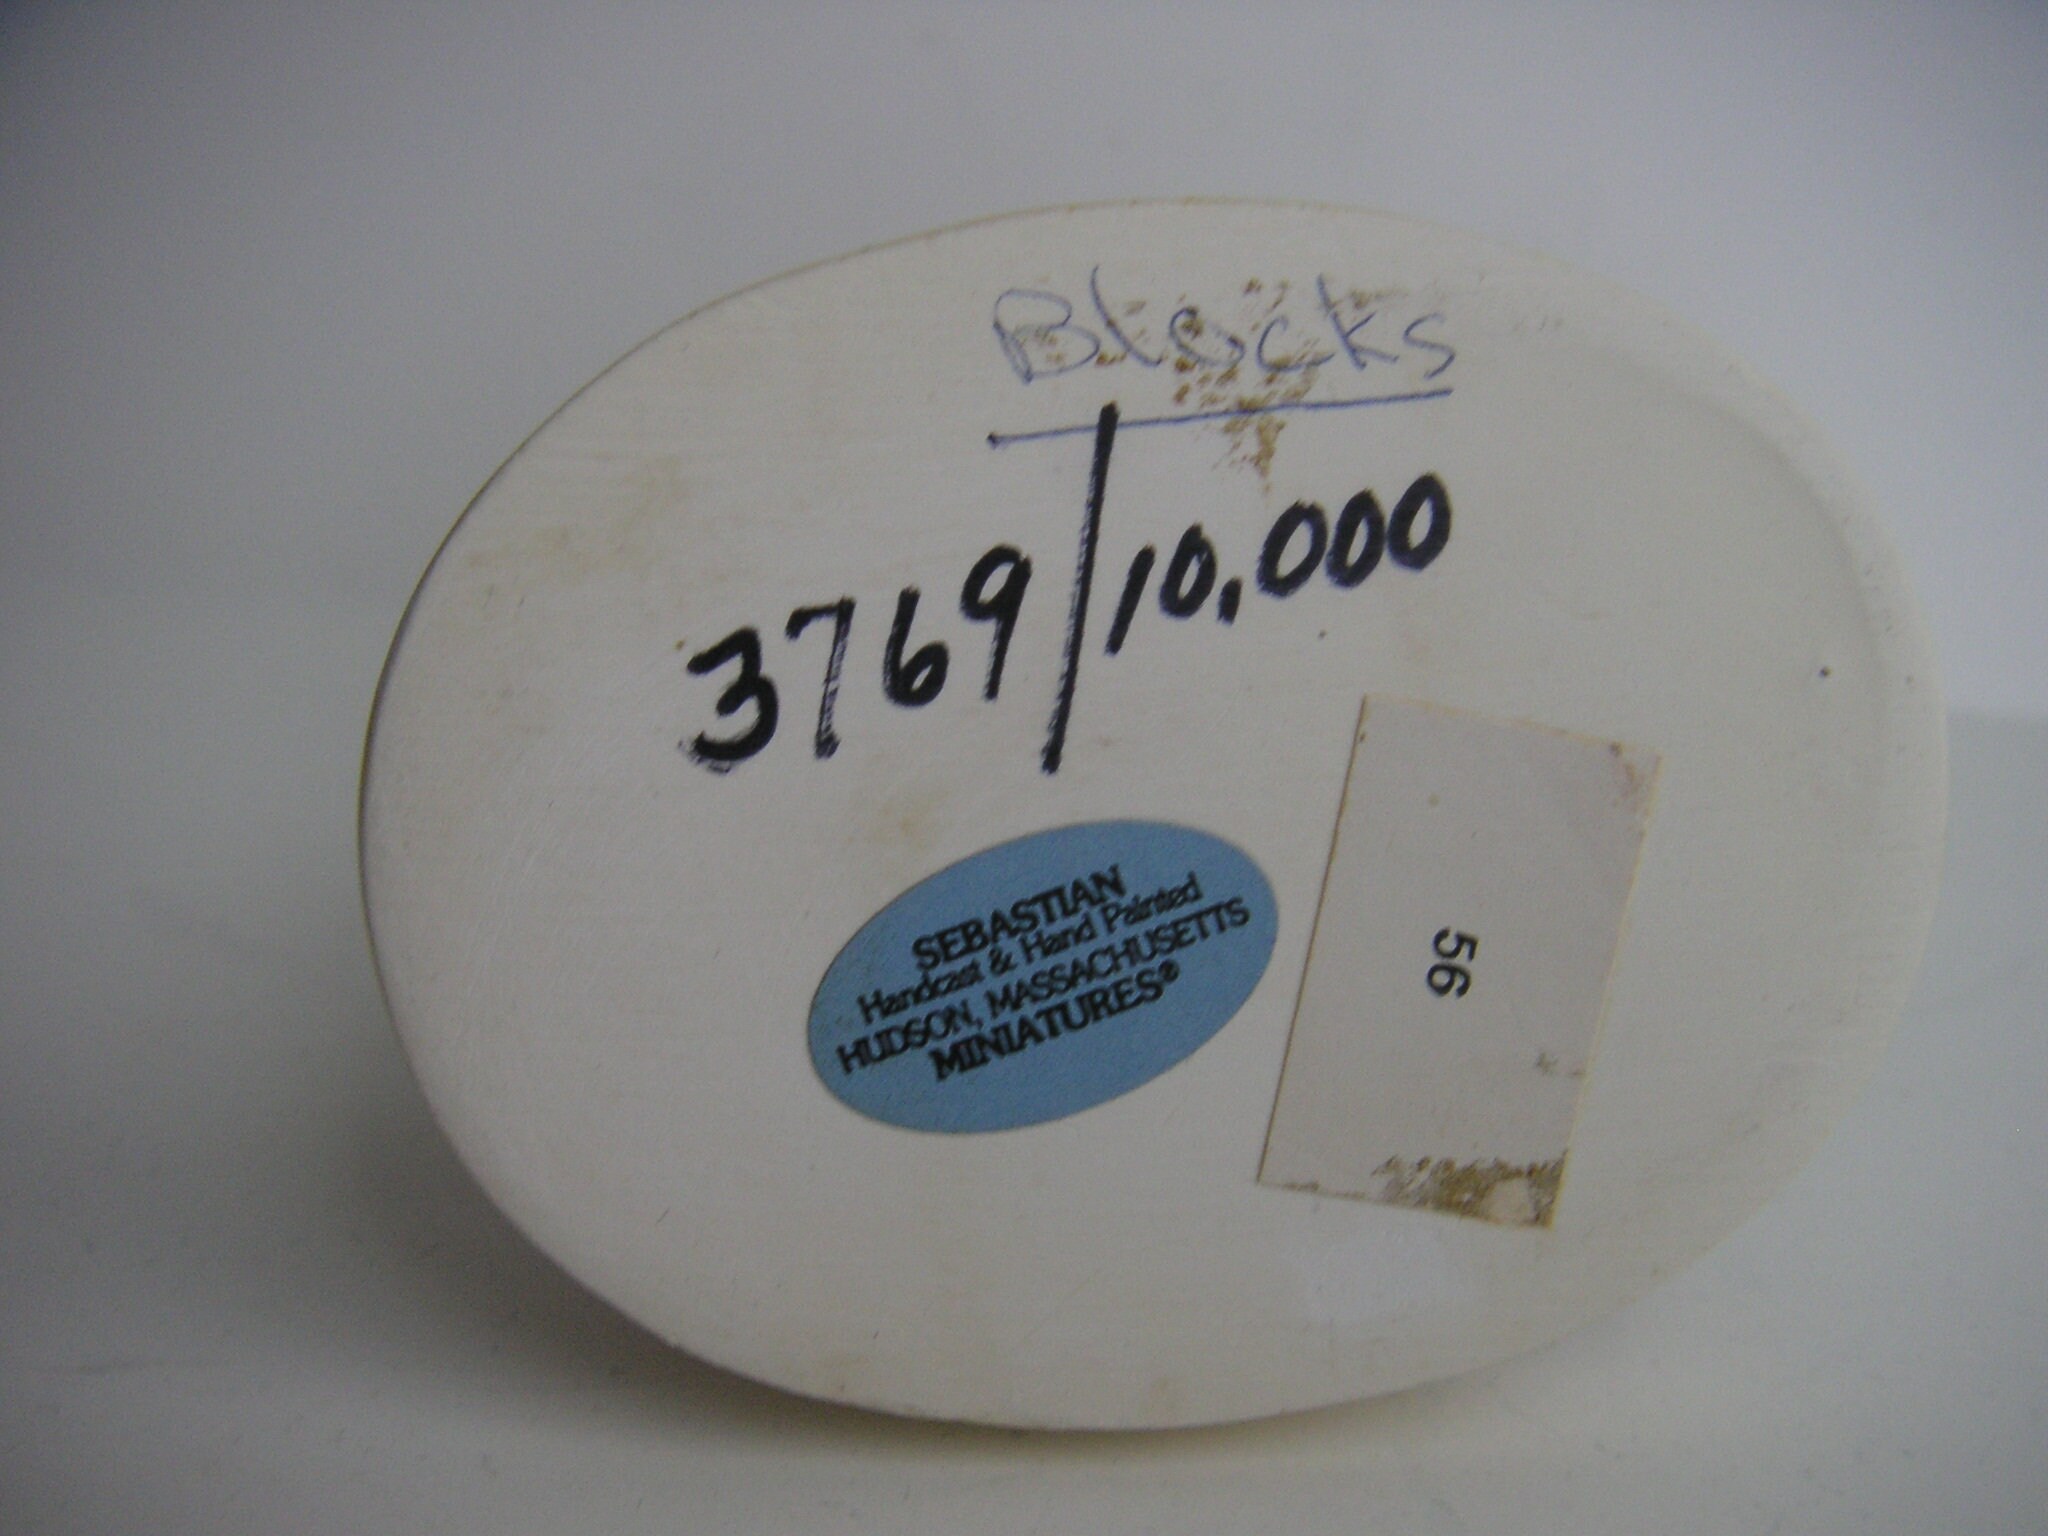 Blocks
3769/10,000
SEBASTIAN
Handcast & Hand Painted
HUDSON, MASSACHUSETTS
MINIATURES®
56